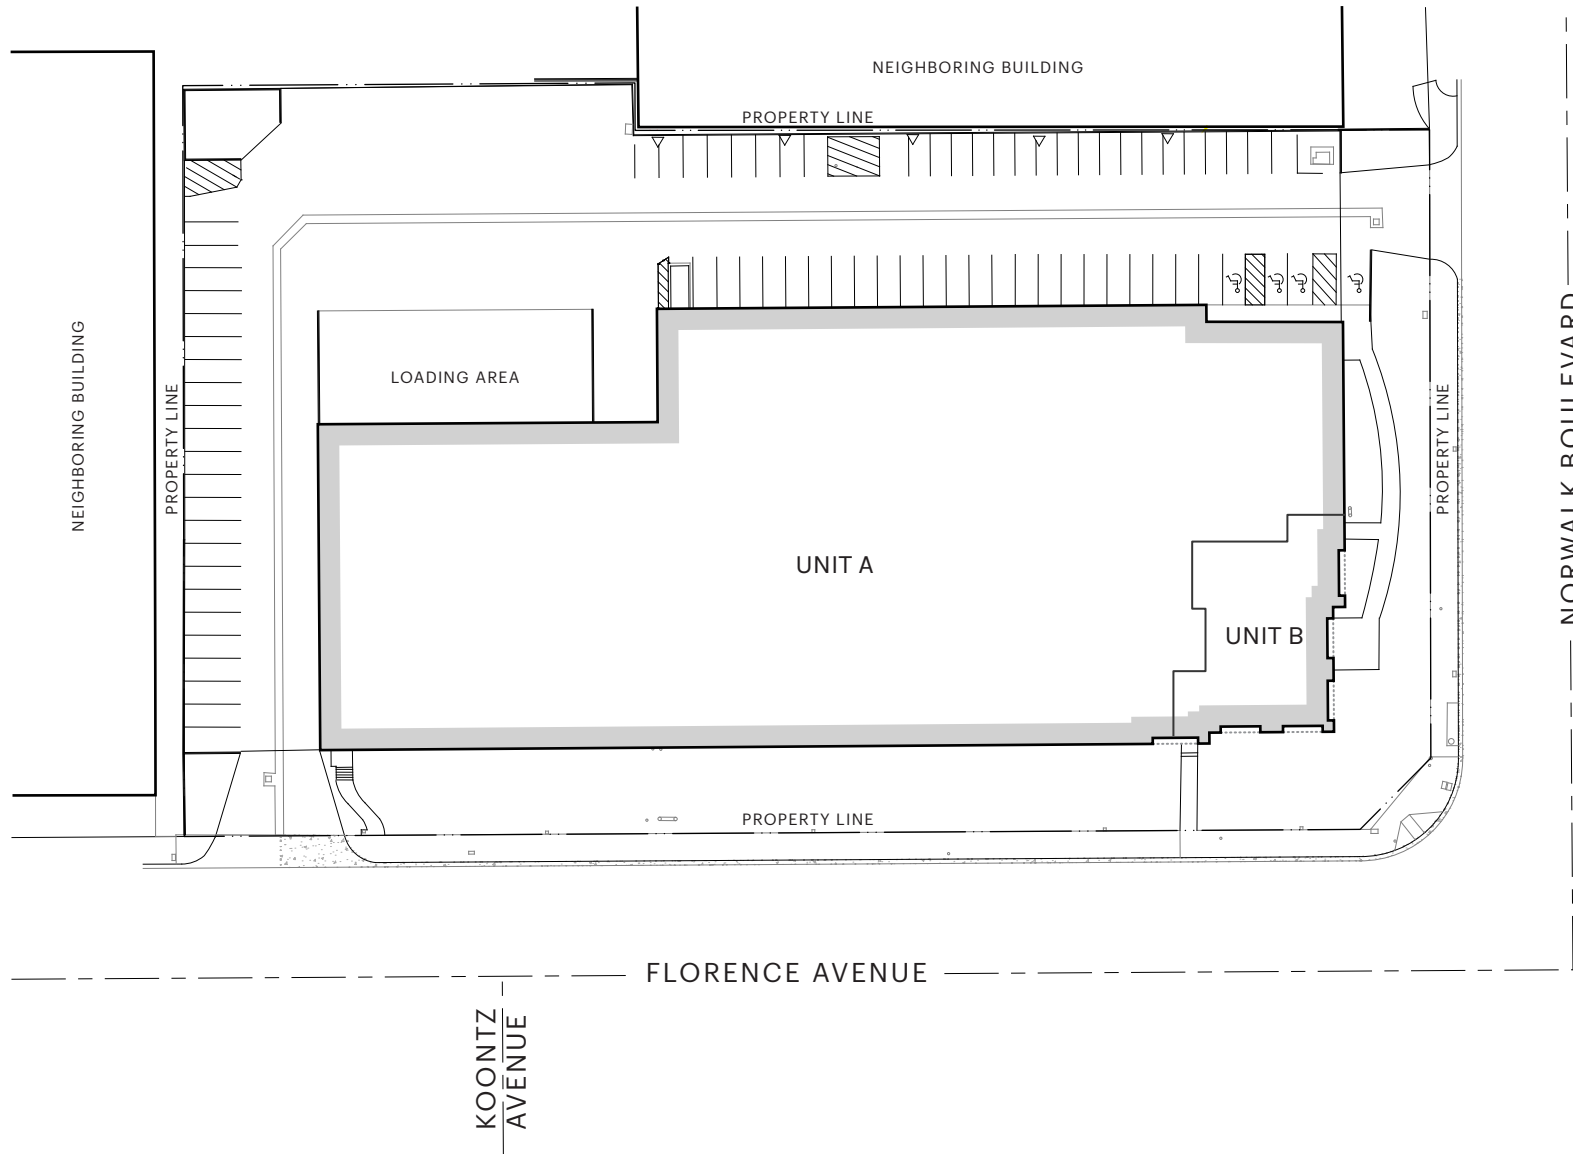 NEIGHBORING BUILDING
PROPERTY LINE
NEIGHBORING BUILDING
PROPERTY LINE
LOADING AREA
PROPERTY LINE
NORWALK BOULEVARD
UNIT A
UNIT B
PROPERTY LINE
FLORENCE AVENUE
KOONTZ
AVENUE